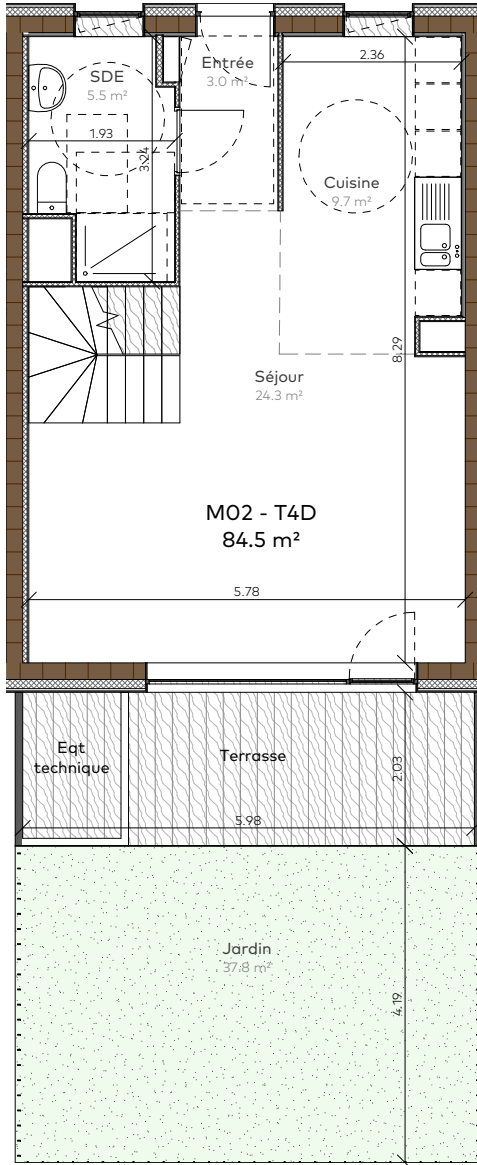 SDE
5.5 m²
Entrée
3.0 m²
2.36
1.93
3.24
Cuisine
9.7 m²
8.29
Séjour
24.3 m²
M02 - T4D
84.5 m²
5.78
Eqt
technique
Terrasse
2.03
5.98
Jardin
37.8 m²
4.19